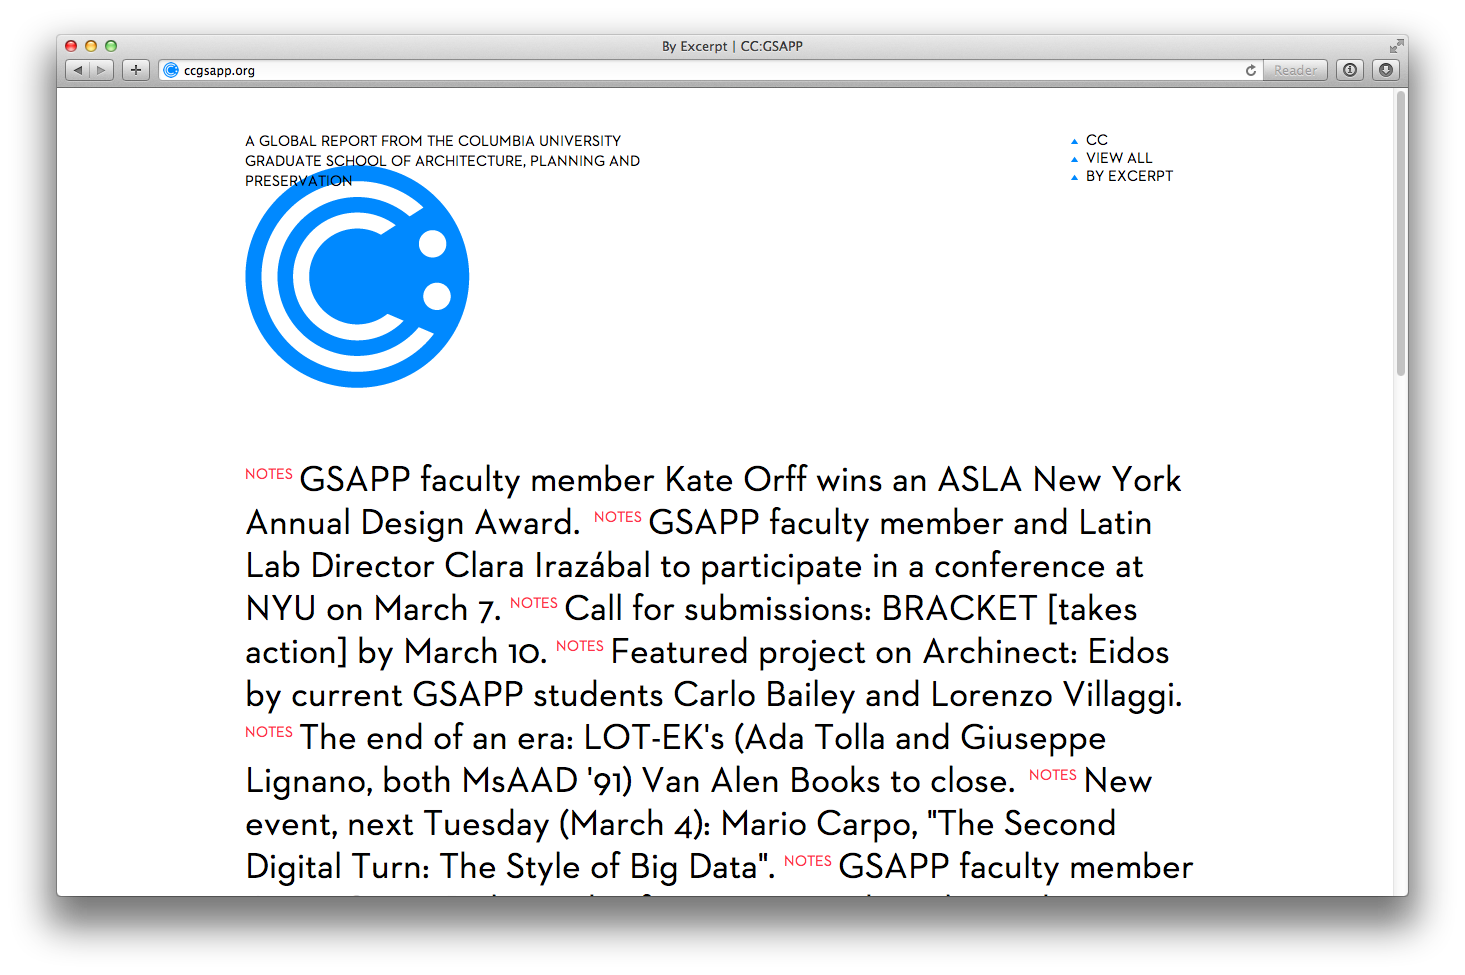 By Excerpt | CC:GSAPP
ccgsapp.org
Reader
A GLOBAL REPORT FROM THE COLUMBIA UNIVERSITY
GRADUATE SCHOOL OF ARCHITECTURE, PLANNING AND
PRESERVATION
CC
VIEW ALL
BY EXCERPT
NOTES GSAPP faculty member Kate Orff wins an ASLA New York
Annual Design Award. NOTES GSAPP faculty member and Latin
Lab Director Clara Irazábal to participate in a conference at
NYU on March 7. NOTES Call for submissions: BRACKET [takes
action] by March 10. NOTES Featured project on Archinect: Eidos
by current GSAPP students Carlo Bailey and Lorenzo Villaggi.
NOTES The end of an era: LOT-EK's (Ada Tolla and Giuseppe
Lignano, both MsAAD '91) Van Alen Books to close. NOTES New
event, next Tuesday (March 4): Mario Carpo, "The Second
Digital Turn: The Style of Big Data". NOTES GSAPP faculty member